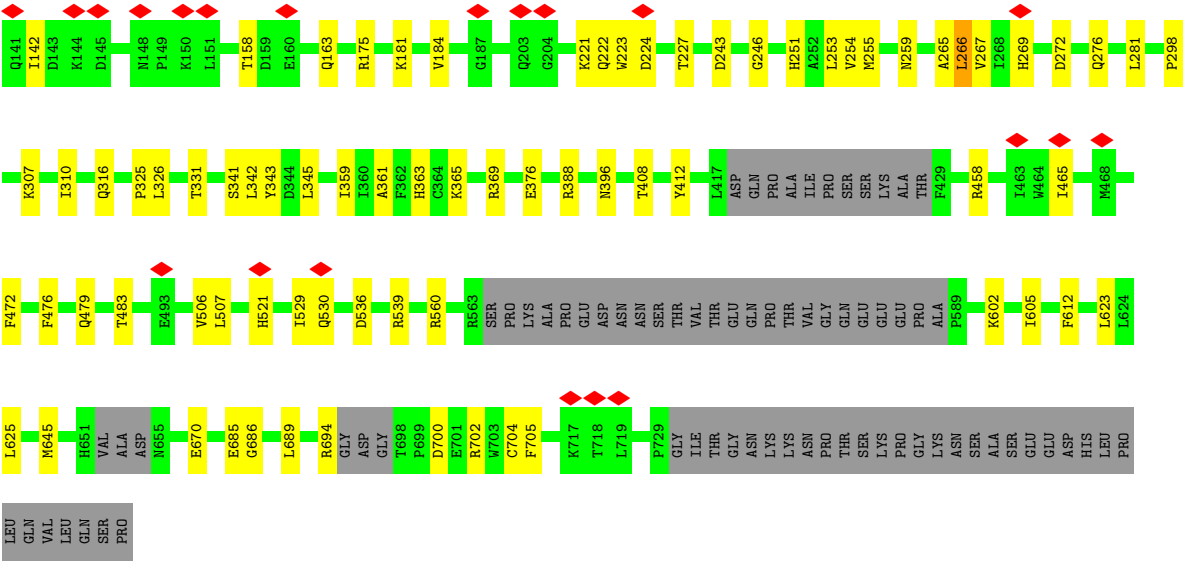 Q141 I142 D143 K144 D145 N148 P149 K150 L151 T158 D159 E160 Q163 R175 K181 V184 G187 Q203 G204 K221 Q222 W223 D224 T227 D243 G246 H251 A252 L253 V254 M255 N259 A265 L266 V267 I268 H269 D272 Q276 L281 P298
K307 I310 Q316 P325 L326 T331 S341 L342 Y343 D344 L345 I359 I360 A361 F362 H363 C364 K365 R369 E376 R388 N396 T408 Y412 L417 ASP GLN PRO ALA ILE PRO SER SER LYS ALA THR F429 R458 I463 W464 I465 M468
F472 F476 Q479 T483 E493 V506 L507 H521 I529 Q530 D536 R539 R560 R563 SER PRO LYS ALA PRO GLU ASP ASN ASN SER THR VAL THR GLU GLN PRO THR VAL GLY GLN GLU GLU GLU PRO ALA P589 K602 I605 F612 L623 L624
L625 M645 H651 VAL ALA ASP N655 E670 E685 G686 L689 R694 GLY ASP GLY T698 P699 D700 E701 R702 W703 C704 F705 K717 T718 L719 P729 GLY ILE THR GLY ASN LYS LYS ASN PRO THR SER LYS PRO GLY LYS ASN SER ALA SER GLU GLU ASP HIS LEU PRO
LEU GLN VAL LEU GLN SER PRO